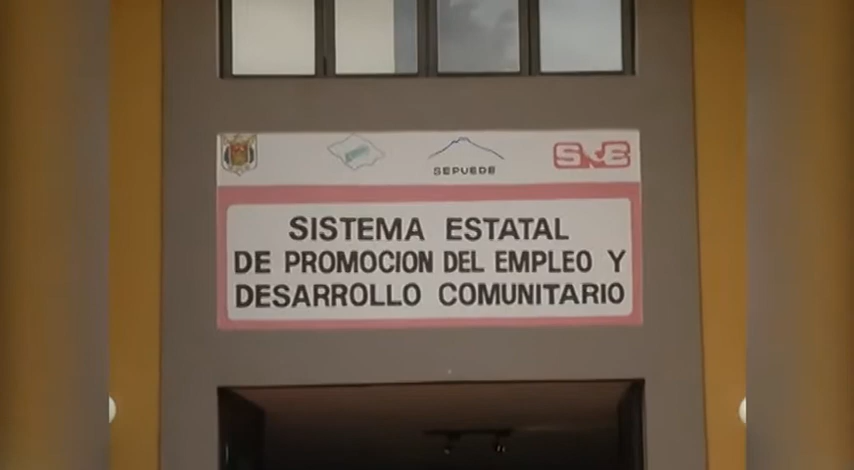 SEPUEDE
SNE
SISTEMA ESTATAL
DE PROMOCION DEL EMPLEO Y
DESARROLLO COMUNITARIO